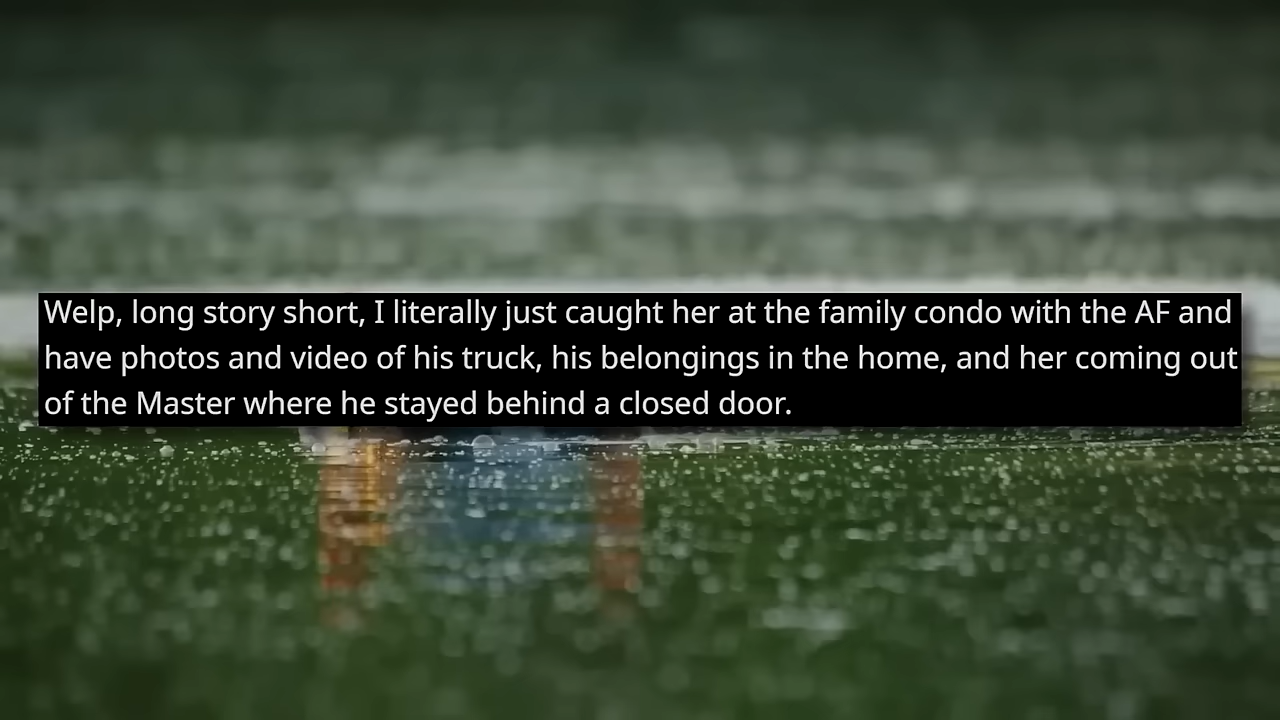 Welp, long story short, I literally just caught her at the family condo with the AF and
have photos and video of his truck, his belongings in the home, and her coming out
of the Master where he stayed behind a closed door.